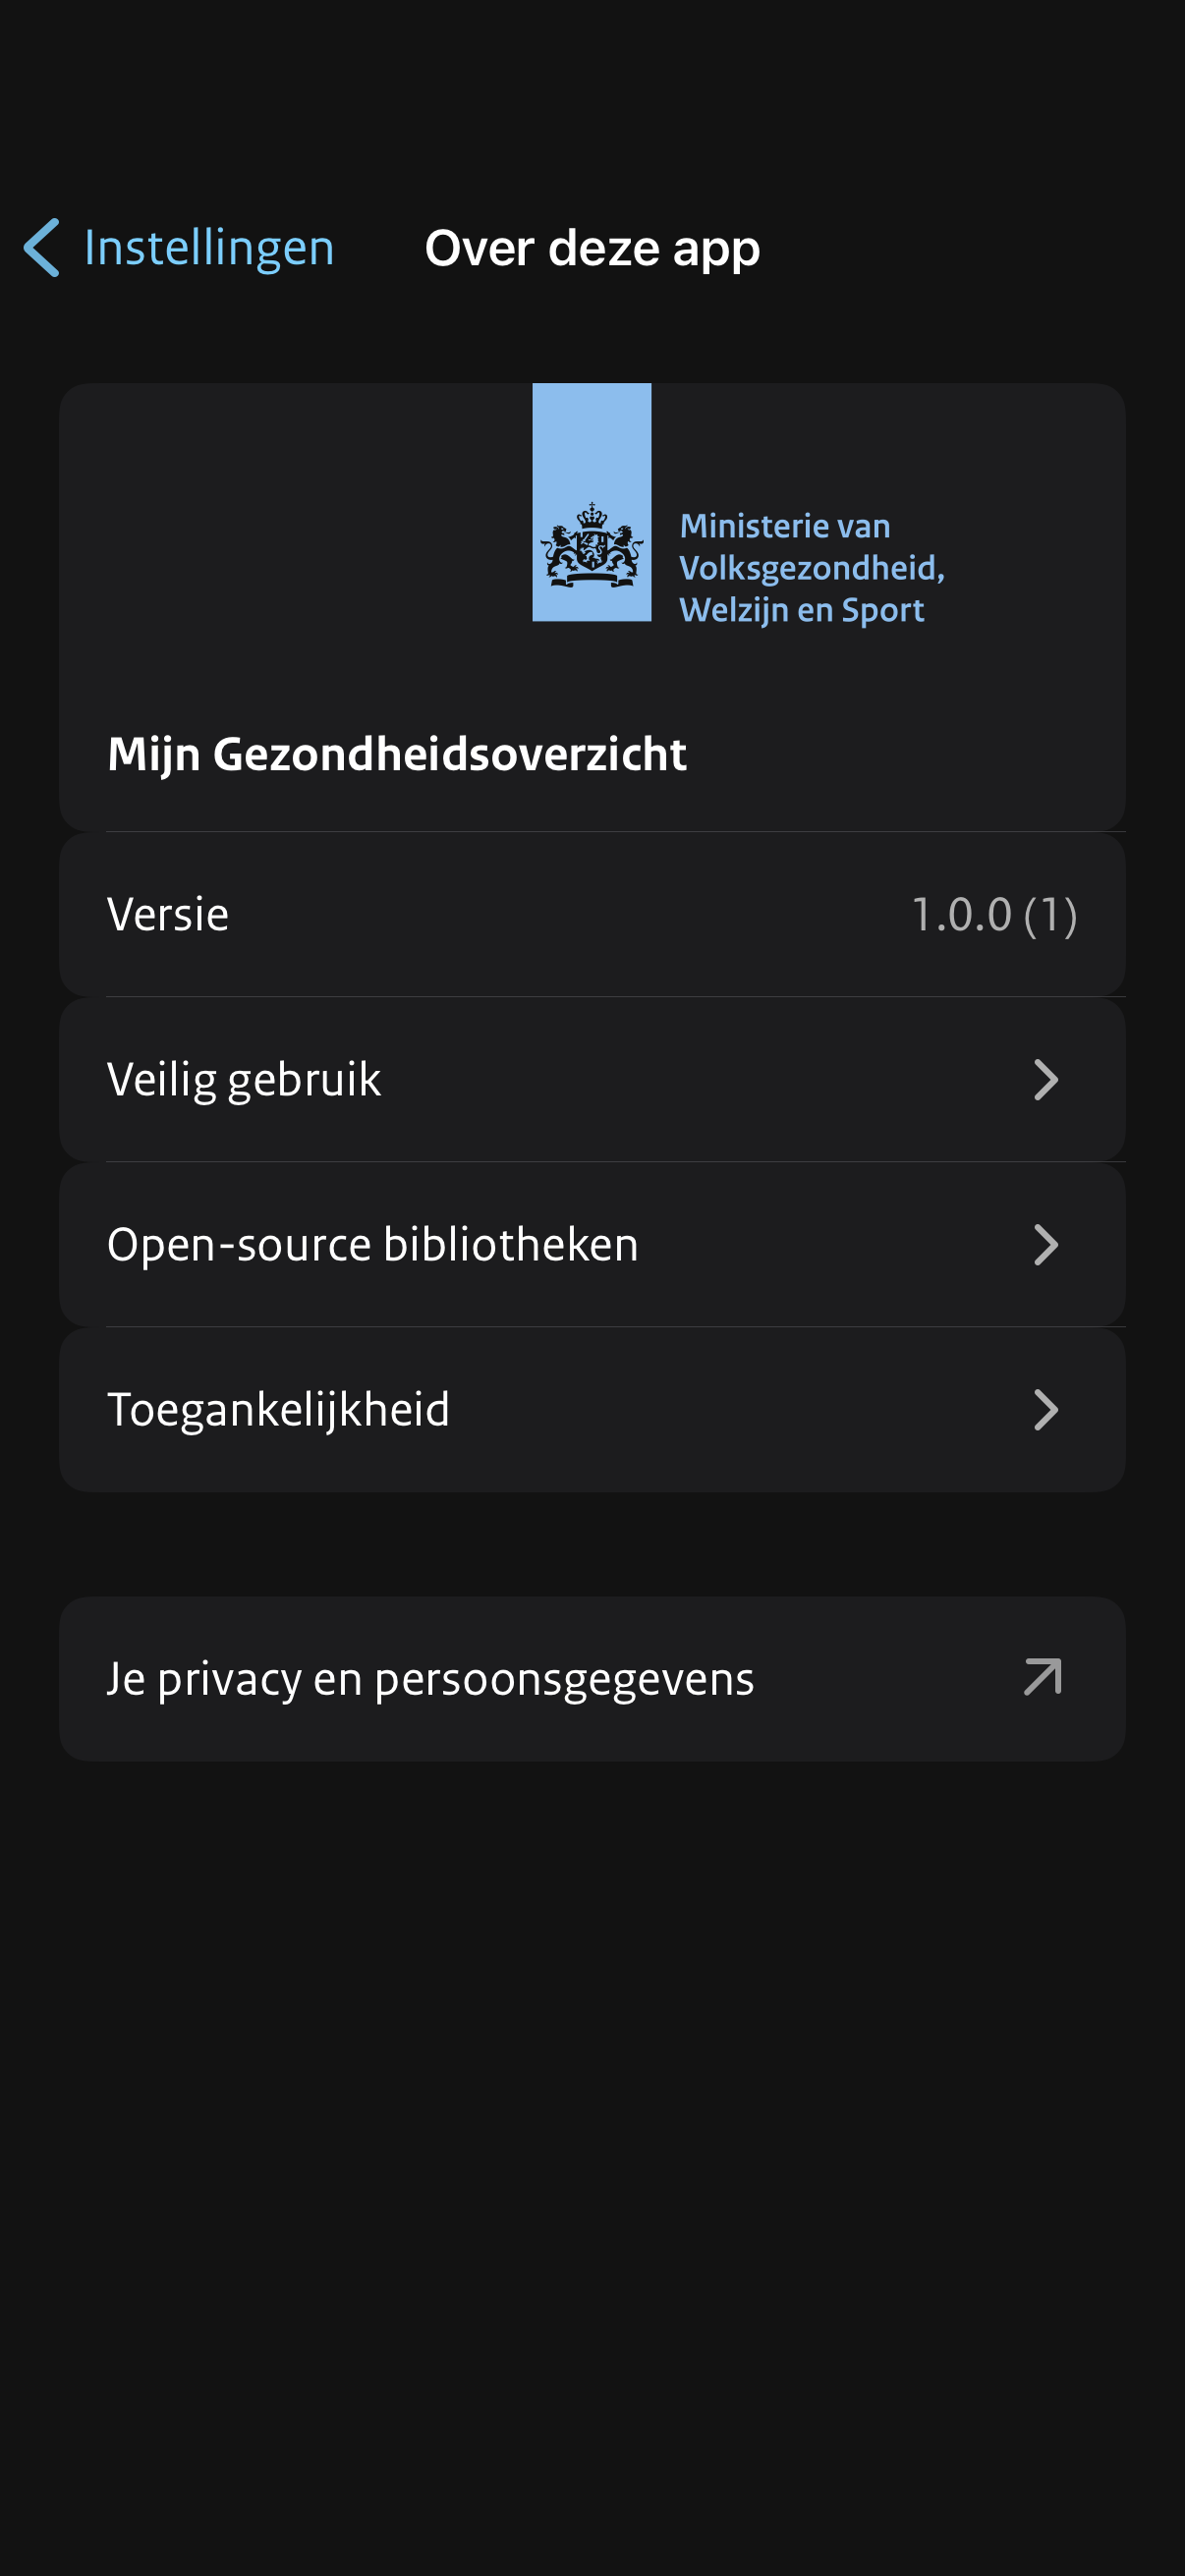 Instellingen
Over deze app
Ministerie van
Volksgezondheid,
Welzijn en Sport
Mijn Gezondheidsoverzicht
Versie 1.0.0 (1)
Veilig gebruik
Open-source bibliotheken
Toegankelijkheid
Je privacy en persoonsgegevens